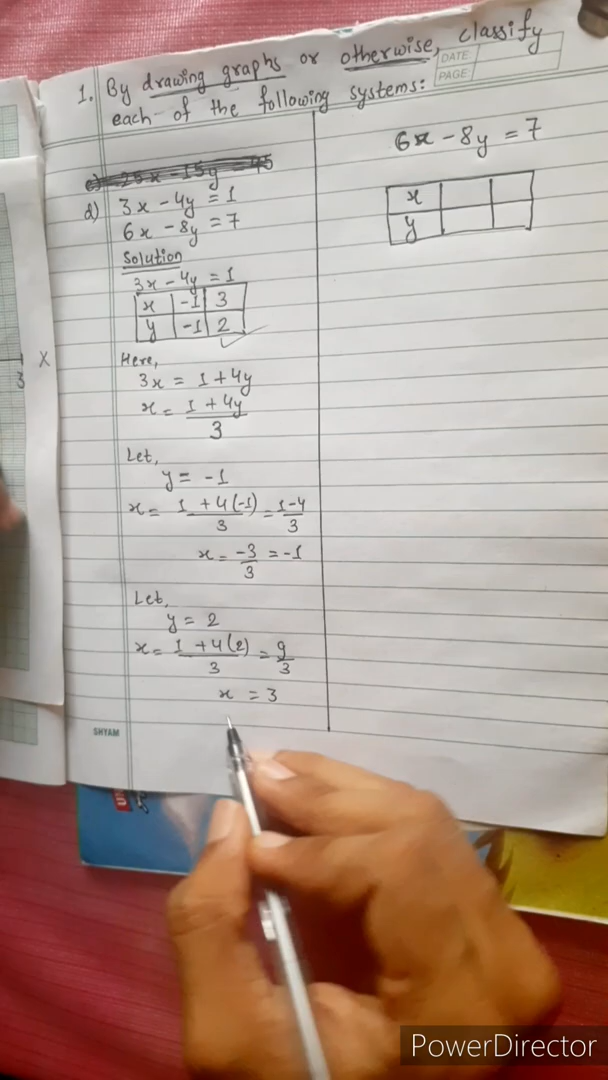 1. By drawing graphs or otherwise, classify
each of the following systems:
DATE:
PAGE:
d) 3x - 4y = 1
6x - 8y = 7
Solution
3x - 4y = 1
x -1 3
y -1 2
Here,
3x = 1 + 4y
x = 1 + 4y / 3
Let,
y = -1
x = 1 + 4(-1) / 3 = 1-4 / 3
x = -3 / 3 = -1
Let,
y = 2
x = 1 + 4(2) / 3 = 9 / 3
x = 3
SHYAM
6x - 8y = 7
x
y
3 X
PowerDirector